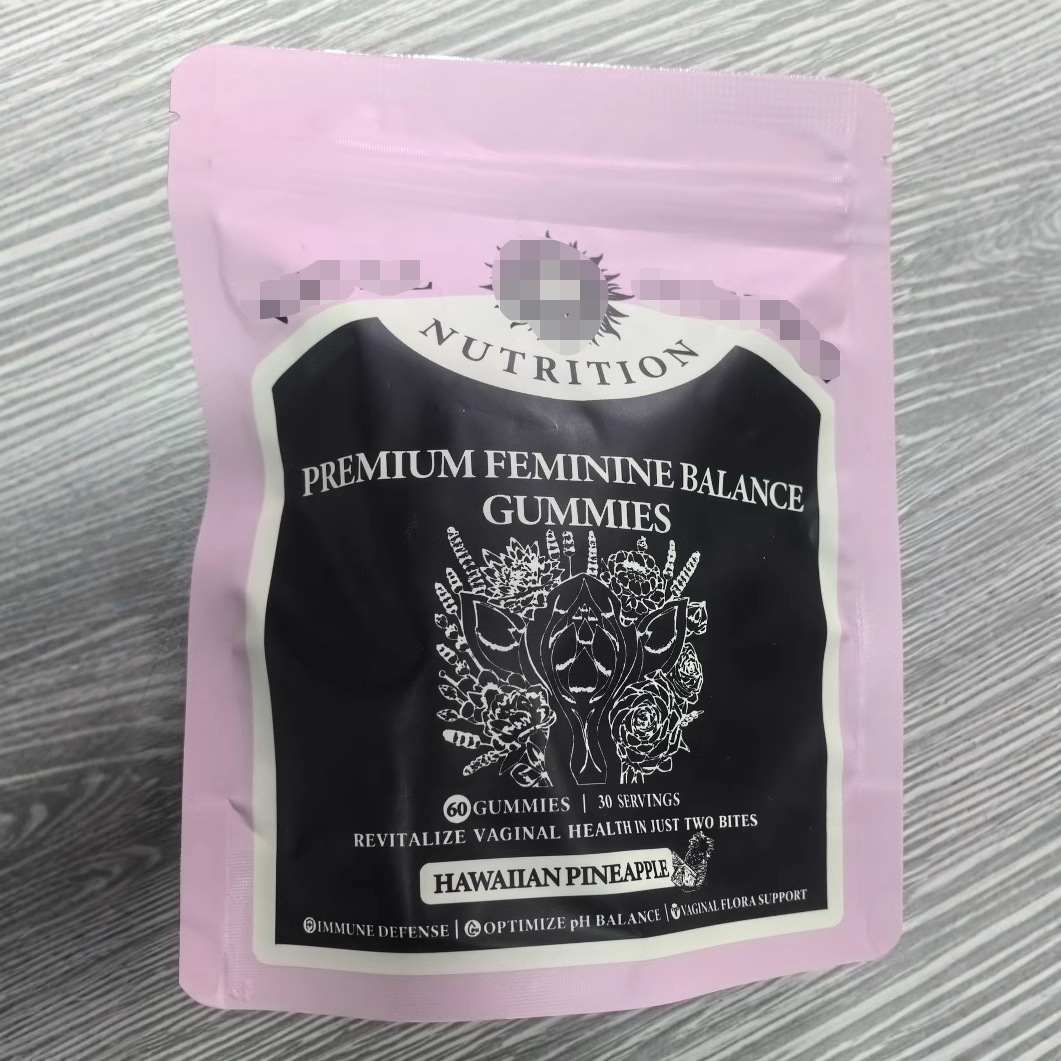 NUTRITION
PREMIUM FEMININE BALANCE
GUMMIES
60 GUMMIES | 30 SERVINGS
REVITALIZE VAGINAL HEALTH IN JUST TWO BITES
HAWAIIAN PINEAPPLE
IMMUNE DEFENSE | OPTIMIZE pH BALANCE | VAGINAL FLORA SUPPORT